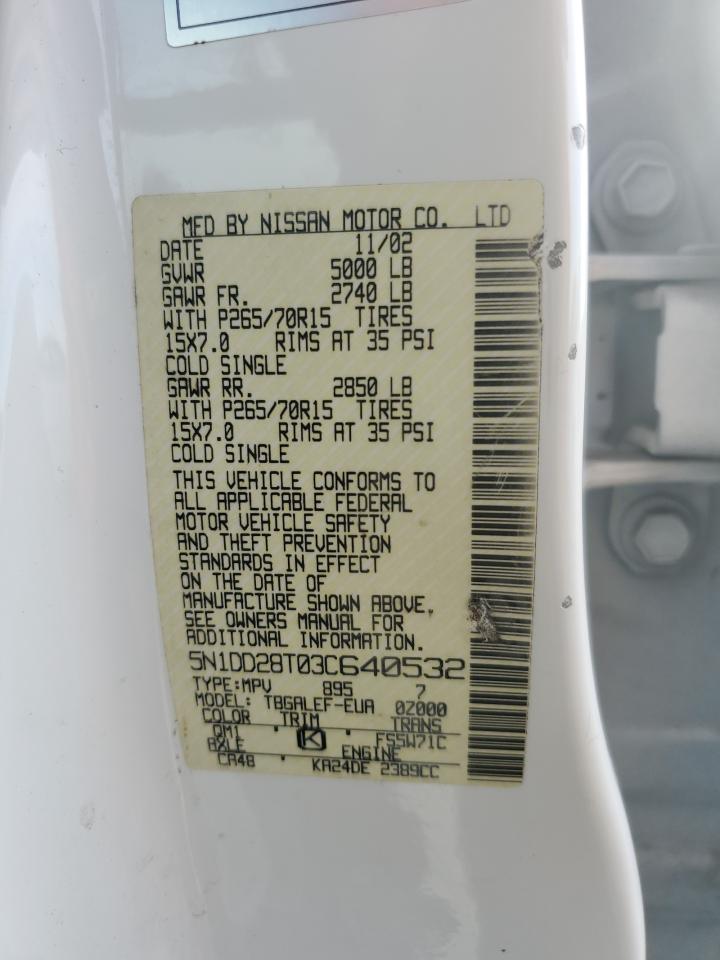 MFD BY NISSAN MOTOR CO. LTD
DATE 11/02
GVWR 5000 LB
GAWR FR. 2740 LB
WITH P265/70R15 TIRES
15X7.0 RIMS AT 35 PSI
COLD SINGLE
GAWR RR. 2850 LB
WITH P265/70R15 TIRES
15X7.0 RIMS AT 35 PSI
COLD SINGLE
THIS VEHICLE CONFORMS TO
ALL APPLICABLE FEDERAL
MOTOR VEHICLE SAFETY
AND THEFT PREVENTION
STANDARDS IN EFFECT
ON THE DATE OF
MANUFACTURE SHOWN ABOVE.
SEE OWNERS MANUAL FOR
ADDITIONAL INFORMATION.
5N1DD28T03C640532
TYPE:MPV 895 7
MODEL: TBGALEF-EUA 02000
COLOR TRIM TRANS
QM1 K FS5W71C
AXLE ENGINE
CA48 KA24DE 2389CC